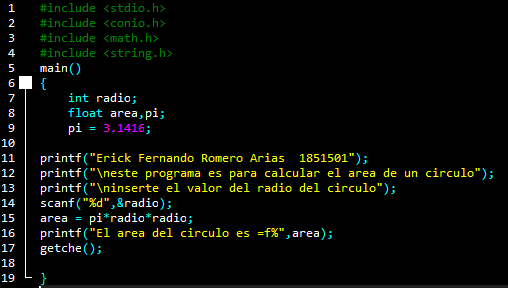 1 #include <stdio.h>
2 #include <conio.h>
3 #include <math.h>
4 #include <string.h>
5 main()
6 {
7 int radio;
8 float area,pi;
9 pi = 3.1416;
10
11 printf("Erick Fernando Romero Arias  1851501");
12 printf("\neste programa es para calcular el area de un circulo");
13 printf("\ninserte el valor del radio del circulo");
14 scanf("%d",&radio);
15 area = pi*radio*radio;
16 printf("El area del circulo es =f%",area);
17 getche();
18
19 }